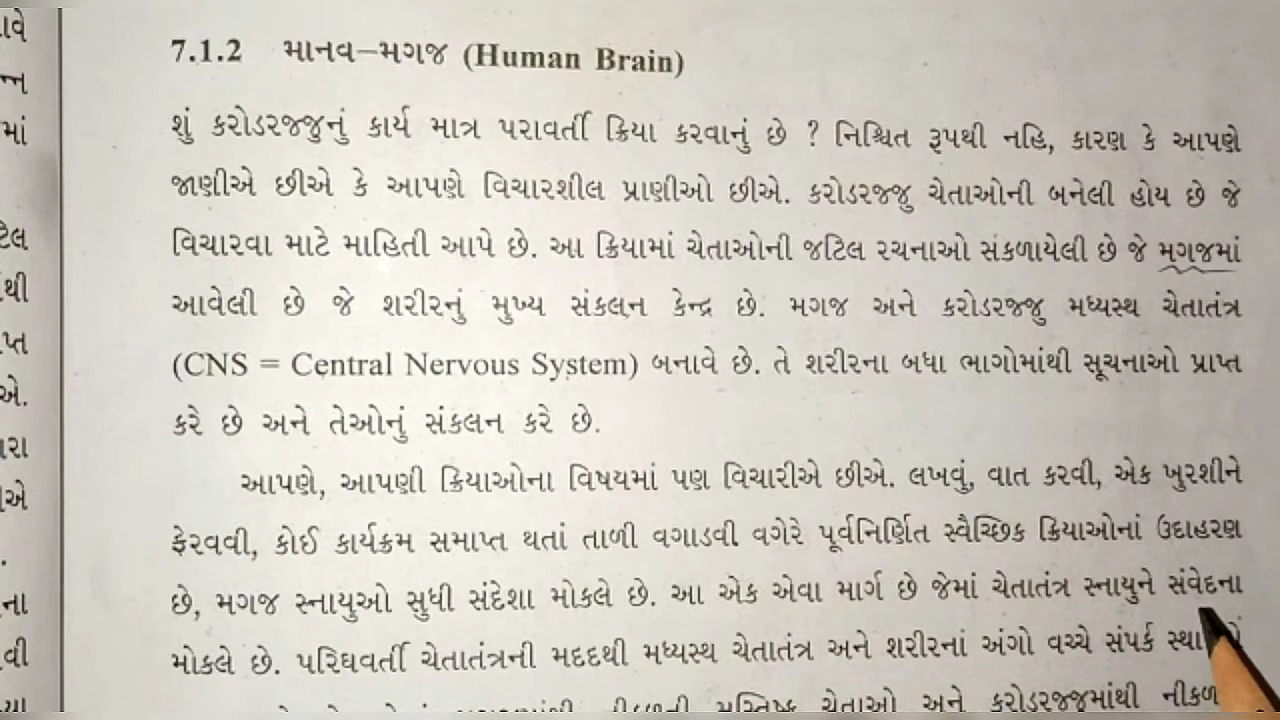 7.1.2 માનવ–મગજ (Human Brain)
શું કરોડરજ્જુનું કાર્ય માત્ર પરાવર્તી ક્રિયા કરવાનું છે ? નિશ્ચિત રૂપથી નહિ, કારણ કે આપણે
જાણીએ છીએ કે આપણે વિચારશીલ પ્રાણીઓ છીએ. કરોડરજ્જુ ચેતાઓની બનેલી હોય છે જે
વિચારવા માટે માહિતી આપે છે. આ ક્રિયામાં ચેતાઓની જટિલ રચનાઓ સંકળાયેલી છે જે મગજમાં
આવેલી છે જે શરીરનું મુખ્ય સંકલન કેન્દ્ર છે. મગજ અને કરોડરજ્જુ મધ્યસ્થ ચેતાતંત્ર
(CNS = Central Nervous System) બનાવે છે. તે શરીરના બધા ભાગોમાંથી સૂચનાઓ પ્રાપ્ત
કરે છે અને તેઓનું સંકલન કરે છે.
આપણે, આપણી ક્રિયાઓના વિષયમાં પણ વિચારીએ છીએ. લખવું, વાત કરવી, એક ખુરશીને
ફેરવવી, કોઈ કાર્યક્રમ સમાપ્ત થતાં તાળી વગાડવી વગેરે પૂર્વનિર્ણિત સ્વૈચ્છિક ક્રિયાઓનાં ઉદાહરણ
છે, મગજ સ્નાયુઓ સુધી સંદેશા મોકલે છે. આ એક એવા માર્ગ છે જેમાં ચેતાતંત્ર સ્નાયુને સંવેદના
મોકલે છે. પરિઘવર્તી ચેતાતંત્રની મદદથી મધ્યસ્થ ચેતાતંત્ર અને શરીરનાં અંગો વચ્ચે સંપર્ક
ચેતાઓ અને કરોડરજ્જુમાંથી